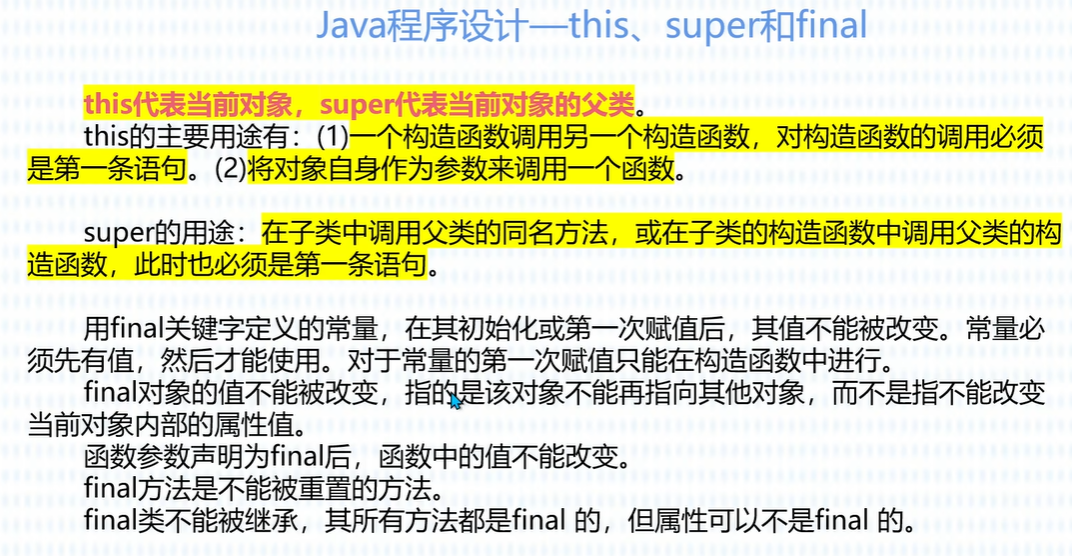 Java程序设计—this、super和final
this代表当前对象，super代表当前对象的父类。
this的主要用途有：(1)一个构造函数调用另一个构造函数，对构造函数的调用必须
是第一条语句。(2)将对象自身作为参数来调用一个函数。
super的用途：在子类中调用父类的同名方法，或在子类的构造函数中调用父类的构
造函数，此时也必须是第一条语句。
用final关键字定义的常量，在其初始化或第一次赋值后，其值不能被改变。常量必
须先有值，然后才能使用。对于常量的第一次赋值只能在构造函数中进行。
final对象的值不能被改变，指的是该对象不能再指向其他对象，而不是指不能改变
当前对象内部的属性值。
函数参数声明为final后，函数中的值不能改变。
final方法是不能被重置的方法。
final类不能被继承，其所有方法都是final 的，但属性可以不是final 的。